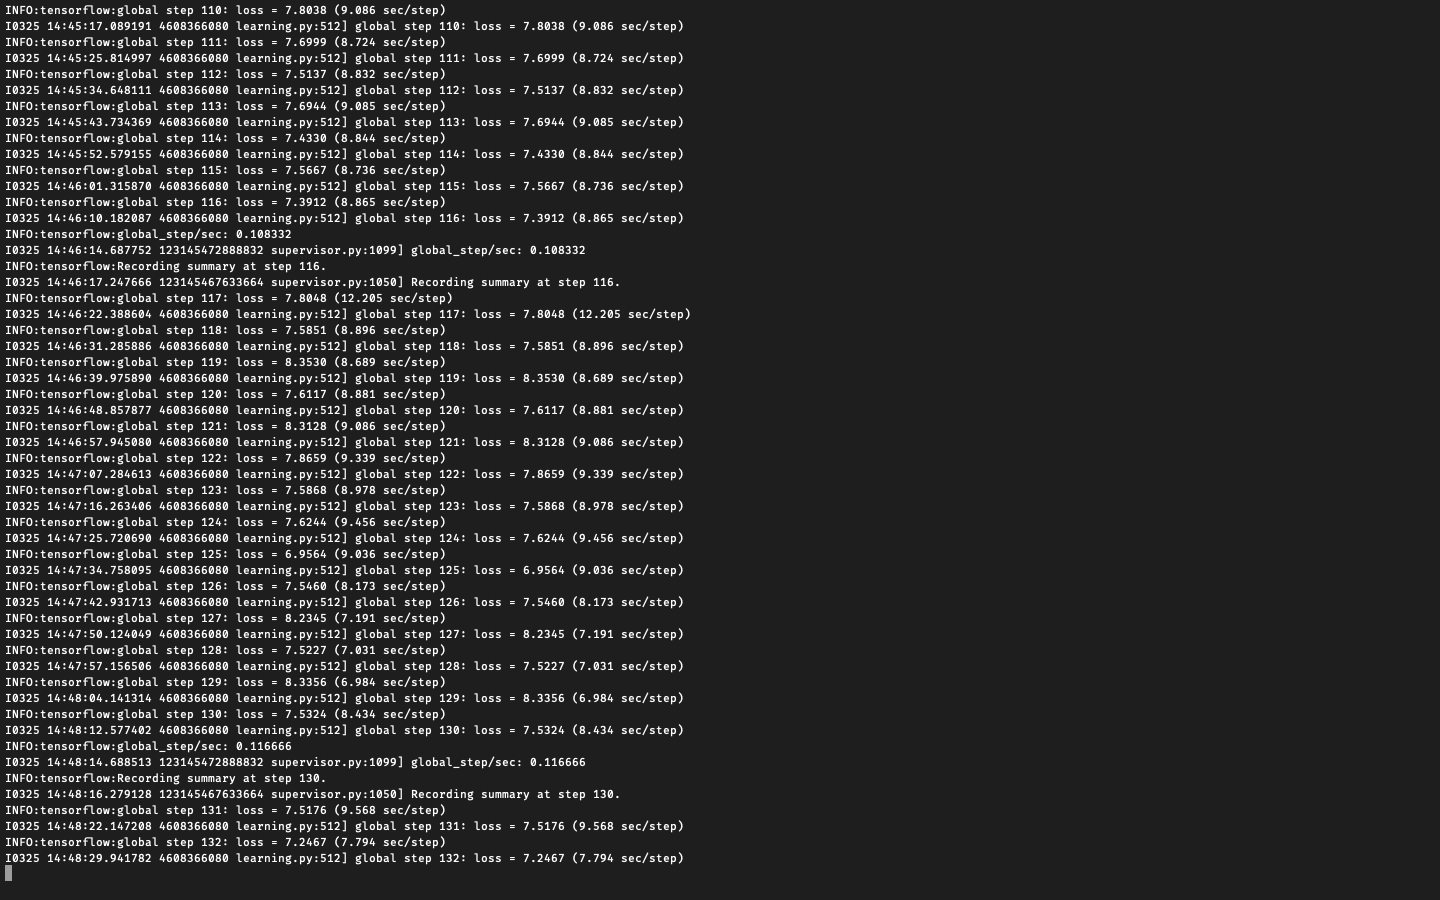 INFO:tensorflow:global step 110: loss = 7.8038 (9.086 sec/step)
I0325 14:45:17.089191 4608366080 learning.py:512] global step 110: loss = 7.8038 (9.086 sec/step)
INFO:tensorflow:global step 111: loss = 7.6999 (8.724 sec/step)
I0325 14:45:25.814997 4608366080 learning.py:512] global step 111: loss = 7.6999 (8.724 sec/step)
INFO:tensorflow:global step 112: loss = 7.5137 (8.832 sec/step)
I0325 14:45:34.648111 4608366080 learning.py:512] global step 112: loss = 7.5137 (8.832 sec/step)
INFO:tensorflow:global step 113: loss = 7.6944 (9.085 sec/step)
I0325 14:45:43.734369 4608366080 learning.py:512] global step 113: loss = 7.6944 (9.085 sec/step)
INFO:tensorflow:global step 114: loss = 7.4330 (8.844 sec/step)
I0325 14:45:52.579155 4608366080 learning.py:512] global step 114: loss = 7.4330 (8.844 sec/step)
INFO:tensorflow:global step 115: loss = 7.5667 (8.736 sec/step)
I0325 14:46:01.315870 4608366080 learning.py:512] global step 115: loss = 7.5667 (8.736 sec/step)
INFO:tensorflow:global step 116: loss = 7.3912 (8.865 sec/step)
I0325 14:46:10.182087 4608366080 learning.py:512] global step 116: loss = 7.3912 (8.865 sec/step)
INFO:tensorflow:global_step/sec: 0.108332
I0325 14:46:14.687752 123145472888832 supervisor.py:1099] global_step/sec: 0.108332
INFO:tensorflow:Recording summary at step 116.
I0325 14:46:17.247666 123145467633664 supervisor.py:1050] Recording summary at step 116.
INFO:tensorflow:global step 117: loss = 7.8048 (12.205 sec/step)
I0325 14:46:22.388604 4608366080 learning.py:512] global step 117: loss = 7.8048 (12.205 sec/step)
INFO:tensorflow:global step 118: loss = 7.5851 (8.896 sec/step)
I0325 14:46:31.285886 4608366080 learning.py:512] global step 118: loss = 7.5851 (8.896 sec/step)
INFO:tensorflow:global step 119: loss = 8.3530 (8.689 sec/step)
I0325 14:46:39.975890 4608366080 learning.py:512] global step 119: loss = 8.3530 (8.689 sec/step)
INFO:tensorflow:global step 120: loss = 7.6117 (8.881 sec/step)
I0325 14:46:48.857877 4608366080 learning.py:512] global step 120: loss = 7.6117 (8.881 sec/step)
INFO:tensorflow:global step 121: loss = 8.3128 (9.086 sec/step)
I0325 14:46:57.945080 4608366080 learning.py:512] global step 121: loss = 8.3128 (9.086 sec/step)
INFO:tensorflow:global step 122: loss = 7.8659 (9.339 sec/step)
I0325 14:47:07.284613 4608366080 learning.py:512] global step 122: loss = 7.8659 (9.339 sec/step)
INFO:tensorflow:global step 123: loss = 7.5868 (8.978 sec/step)
I0325 14:47:16.263406 4608366080 learning.py:512] global step 123: loss = 7.5868 (8.978 sec/step)
INFO:tensorflow:global step 124: loss = 7.6244 (9.456 sec/step)
I0325 14:47:25.720690 4608366080 learning.py:512] global step 124: loss = 7.6244 (9.456 sec/step)
INFO:tensorflow:global step 125: loss = 6.9564 (9.036 sec/step)
I0325 14:47:34.758095 4608366080 learning.py:512] global step 125: loss = 6.9564 (9.036 sec/step)
INFO:tensorflow:global step 126: loss = 7.5460 (8.173 sec/step)
I0325 14:47:42.931713 4608366080 learning.py:512] global step 126: loss = 7.5460 (8.173 sec/step)
INFO:tensorflow:global step 127: loss = 8.2345 (7.191 sec/step)
I0325 14:47:50.124049 4608366080 learning.py:512] global step 127: loss = 8.2345 (7.191 sec/step)
INFO:tensorflow:global step 128: loss = 7.5227 (7.031 sec/step)
I0325 14:47:57.156506 4608366080 learning.py:512] global step 128: loss = 7.5227 (7.031 sec/step)
INFO:tensorflow:global step 129: loss = 8.3356 (6.984 sec/step)
I0325 14:48:04.141314 4608366080 learning.py:512] global step 129: loss = 8.3356 (6.984 sec/step)
INFO:tensorflow:global step 130: loss = 7.5324 (8.434 sec/step)
I0325 14:48:12.577402 4608366080 learning.py:512] global step 130: loss = 7.5324 (8.434 sec/step)
INFO:tensorflow:global_step/sec: 0.116666
I0325 14:48:14.688513 123145472888832 supervisor.py:1099] global_step/sec: 0.116666
INFO:tensorflow:Recording summary at step 130.
I0325 14:48:16.279128 123145467633664 supervisor.py:1050] Recording summary at step 130.
INFO:tensorflow:global step 131: loss = 7.5176 (9.568 sec/step)
I0325 14:48:22.147208 4608366080 learning.py:512] global step 131: loss = 7.5176 (9.568 sec/step)
INFO:tensorflow:global step 132: loss = 7.2467 (7.794 sec/step)
I0325 14:48:29.941782 4608366080 learning.py:512] global step 132: loss = 7.2467 (7.794 sec/step)